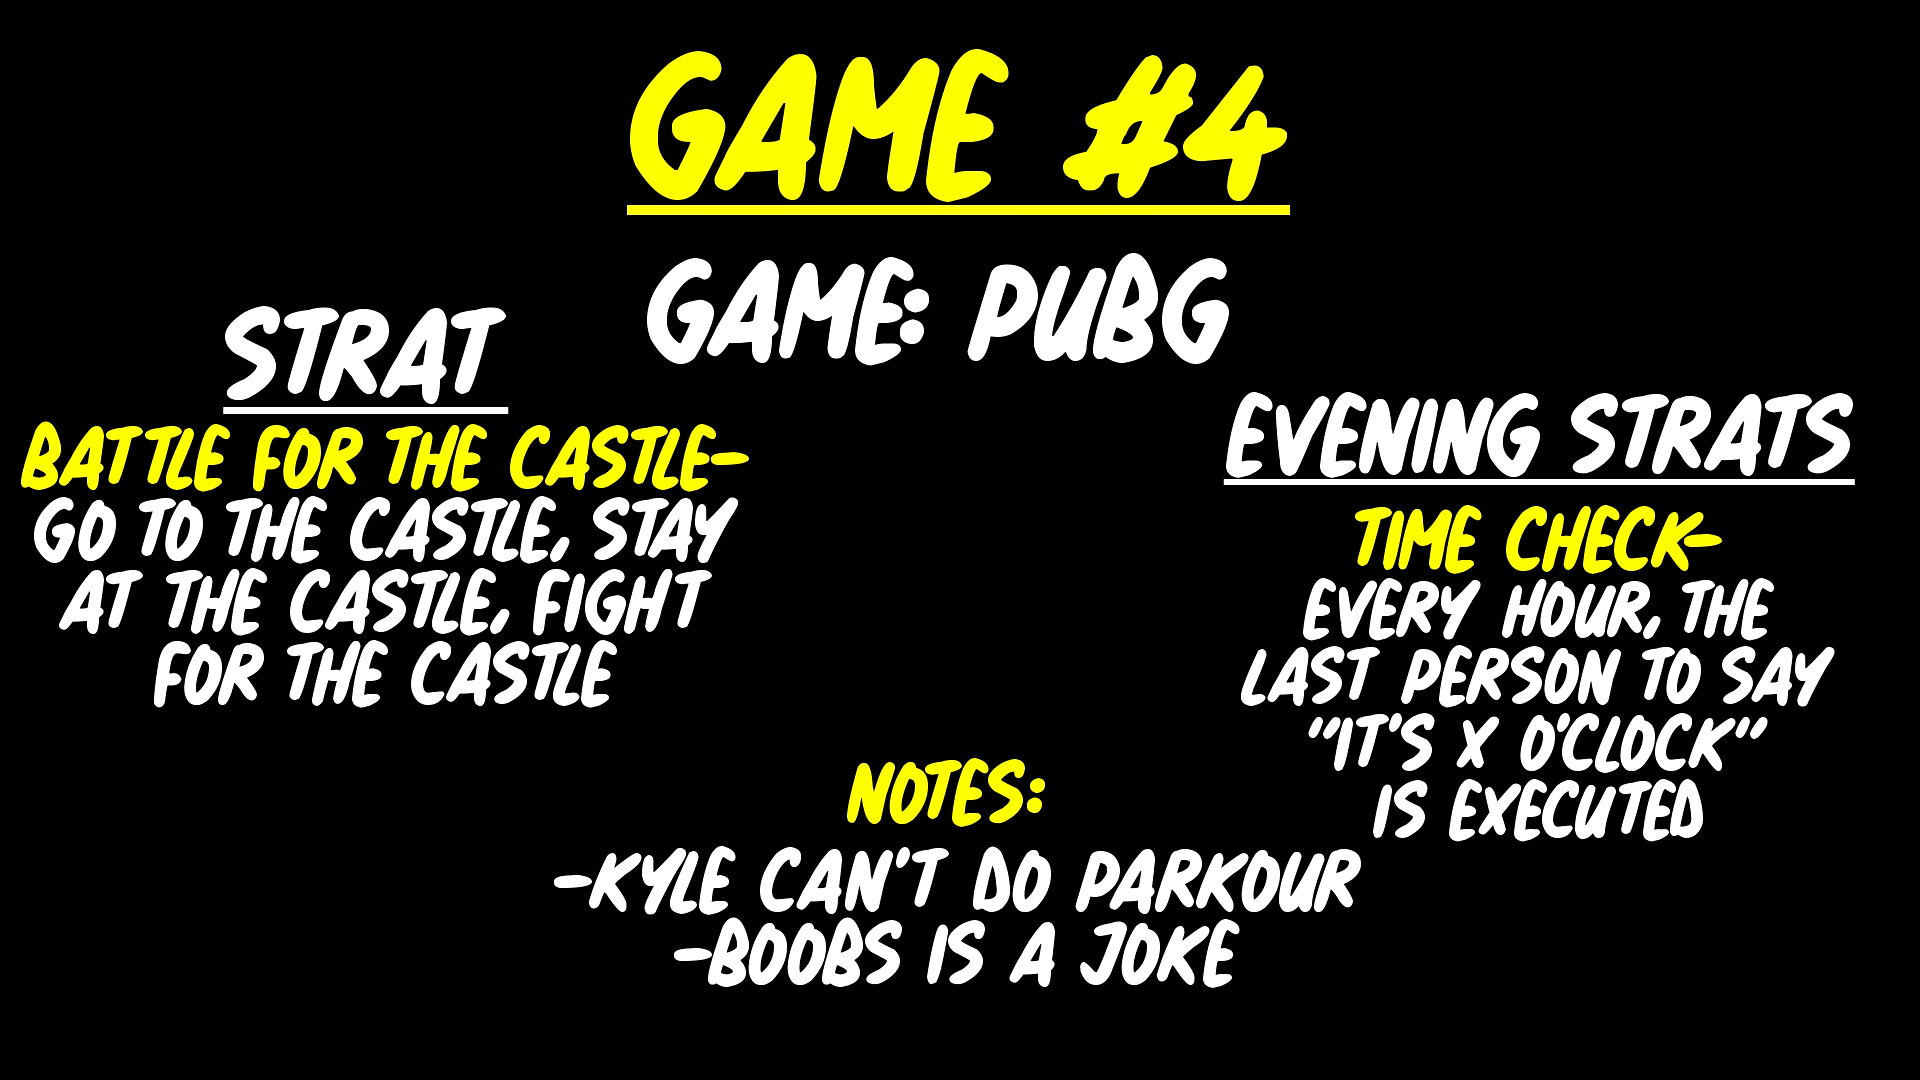 GAME #4
GAME: PUBG
STRAT
BATTLE FOR THE CASTLE-
GO TO THE CASTLE, STAY
AT THE CASTLE, FIGHT
FOR THE CASTLE
EVENING STRATS
TIME CHECK-
EVERY HOUR, THE
LAST PERSON TO SAY
"IT'S X O'CLOCK"
IS EXECUTED
NOTES:
-KYLE CAN'T DO PARKOUR
-BOOBS IS A JOKE